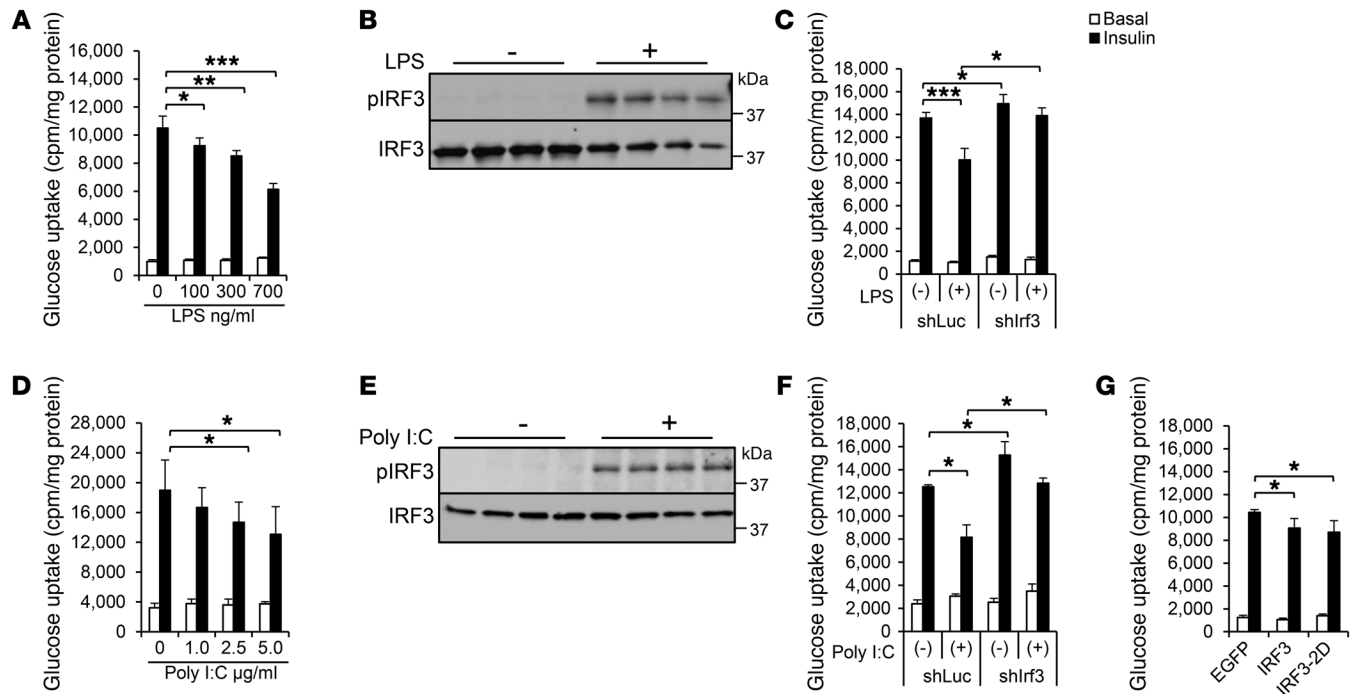 A
Glucose uptake (cpm/mg protein)
16,000
14,000
12,000
10,000
8,000
6,000
4,000
2,000
0
***
**
*
0 100 300 700
LPS ng/ml
B
LPS - +
kDa
pIRF3
37
IRF3
37
C
Basal
Insulin
Glucose uptake (cpm/mg protein)
18,000
16,000
14,000
12,000
10,000
8,000
6,000
4,000
2,000
0
*
*
***
LPS (-) (+) (-) (+)
shLuc shIrf3
D
Glucose uptake (cpm/mg protein)
28,000
24,000
20,000
16,000
12,000
8,000
4,000
0
*
*
0 1.0 2.5 5.0
Poly I:C µg/ml
E
Poly I:C - +
kDa
pIRF3
37
IRF3
37
F
Glucose uptake (cpm/mg protein)
18,000
16,000
14,000
12,000
10,000
8,000
6,000
4,000
2,000
0
*
*
*
Poly I:C (-) (+) (-) (+)
shLuc shIrf3
G
Glucose uptake (cpm/mg protein)
18,000
16,000
14,000
12,000
10,000
8,000
6,000
4,000
2,000
0
*
*
EGFP IRF3 IRF3-2D